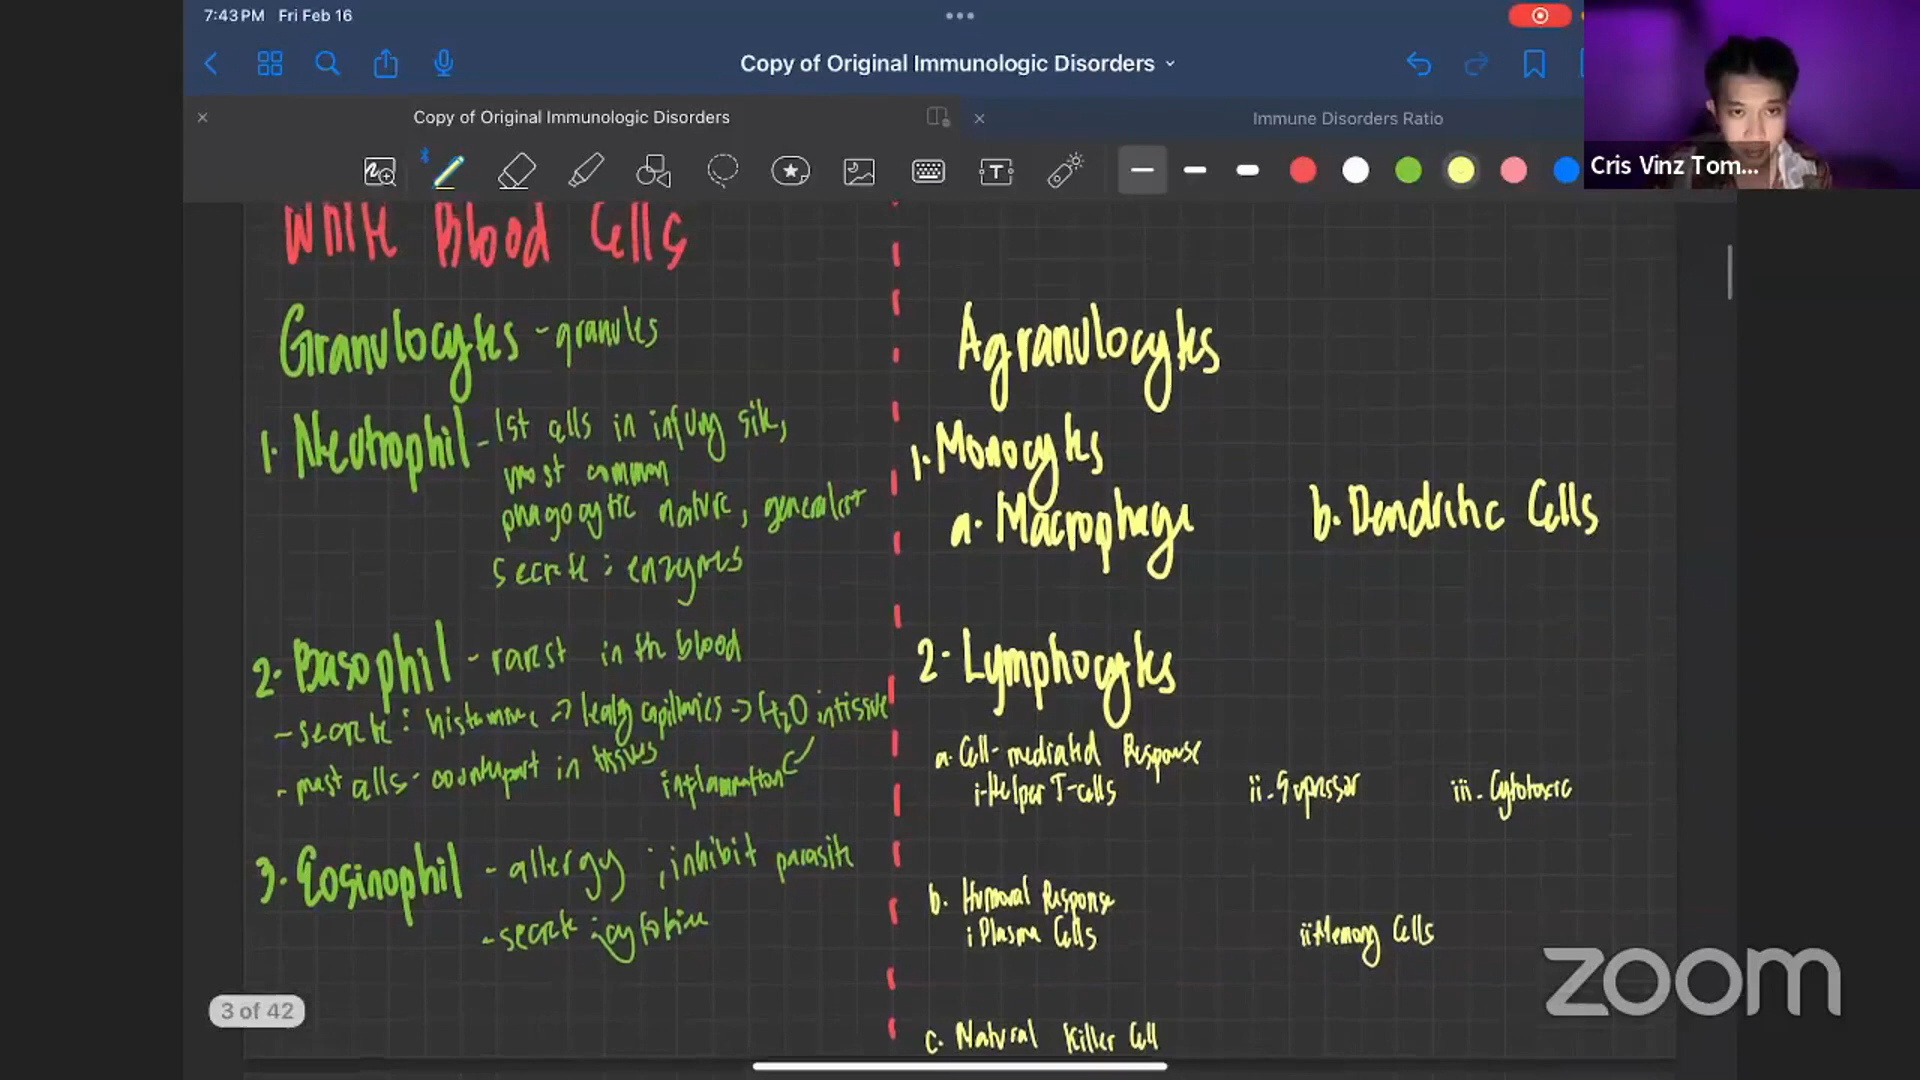 7:43 PM Fri Feb 16
Copy of Original Immunologic Disorders
Copy of Original Immunologic Disorders
Immune Disorders Ratio
T
Cris Vinz Tom...
White Blood Cells
Granulocytes - granules
1. Neutrophil - 1st cells in injury site,
most common
phagocytic nature, generalist
secrete : enzymes
2. Basophil - rarest in the blood
- secrete : histamine -> leaky capillaries -> H2O in tissue
- mast cells - counterpart in tissues
inflammation
3. Eosinophil - allergy ; inhibit parasite
- secrete : cytokine
Agranulocytes
1. Monocytes
a. Macrophage
b. Dendritic Cells
2. Lymphocytes
a. Cell-mediated Response
i. Helper T-cells
ii. Supressor
iii. Cytotoxic
b. Humoral Response
i Plasma Cells
ii Memory Cells
c. Natural Killer Cell
3 of 42
zoom